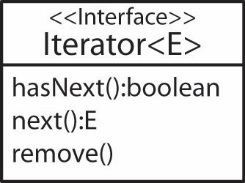 <<Interface>>
Iterator<E>
hasNext():boolean
next():E
remove()